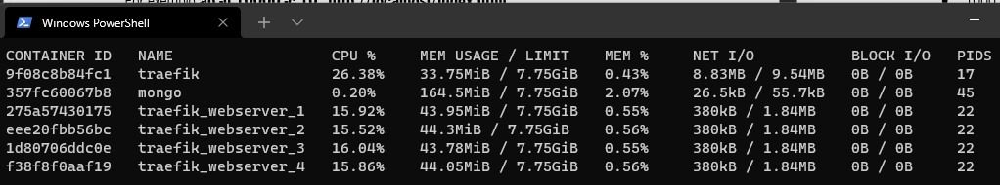 Windows PowerShell
CONTAINER ID NAME CPU % MEM USAGE / LIMIT MEM % NET I/O BLOCK I/O PIDS
9f08c8b84fc1 traefik 26.38% 33.75MiB / 7.75GiB 0.43% 8.83MB / 9.54MB 0B / 0B 17
357fc60067b8 mongo 0.20% 164.5MiB / 7.75GiB 2.07% 26.5kB / 55.7kB 0B / 0B 45
275a57430175 traefik_webserver_1 15.92% 43.95MiB / 7.75GiB 0.55% 380kB / 1.84MB 0B / 0B 22
eee20fbb56bc traefik_webserver_2 15.52% 44.3MiB / 7.75GiB 0.56% 380kB / 1.84MB 0B / 0B 22
1d80706ddc0e traefik_webserver_3 16.04% 43.78MiB / 7.75GiB 0.55% 380kB / 1.84MB 0B / 0B 22
f38f8f0aaf19 traefik_webserver_4 15.86% 44.05MiB / 7.75GiB 0.56% 380kB / 1.84MB 0B / 0B 22